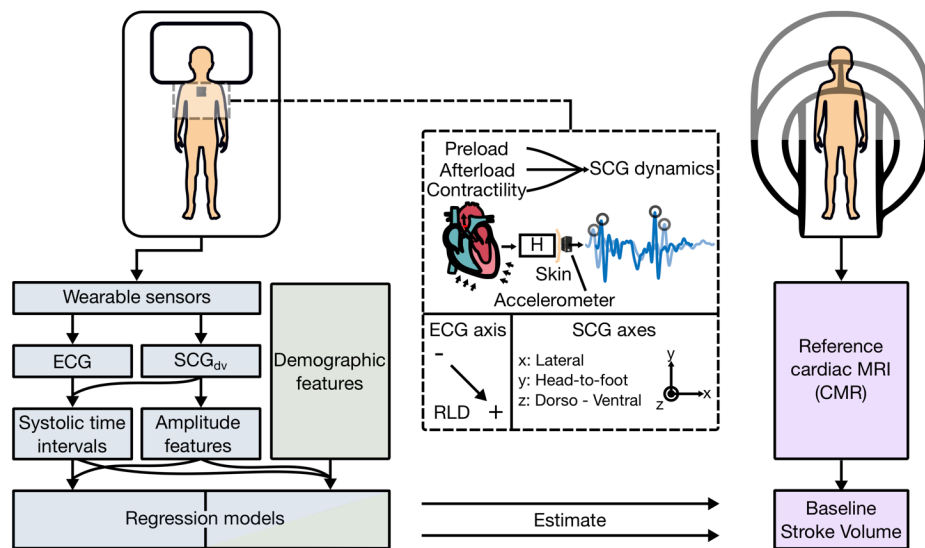 Preload
Afterload
Contractility
SCG dynamics
H
Skin
Accelerometer
ECG axis
-
RLD +
SCG axes
x: Lateral
y: Head-to-foot
z: Dorso - Ventral
y
z
x
Wearable sensors
ECG
SCGdv
Demographic
features
Systolic time
intervals
Amplitude
features
Regression models
Estimate
Reference
cardiac MRI
(CMR)
Baseline
Stroke Volume